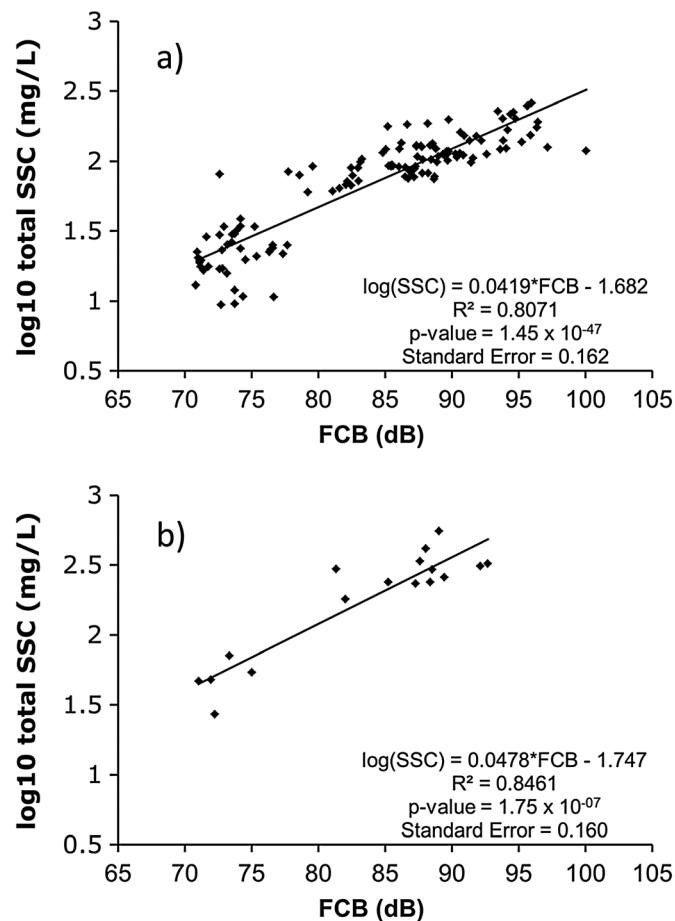 a)
log10 total SSC (mg/L)
3
2.5
2
1.5
1
0.5
log(SSC) = 0.0419*FCB - 1.682
R² = 0.8071
p-value = 1.45 x 10⁻⁴⁷
Standard Error = 0.162
65 70 75 80 85 90 95 100 105
FCB (dB)
b)
log10 total SSC (mg/L)
3
2.5
2
1.5
1
0.5
log(SSC) = 0.0478*FCB - 1.747
R² = 0.8461
p-value = 1.75 x 10⁻⁰⁷
Standard Error = 0.160
65 70 75 80 85 90 95 100 105
FCB (dB)